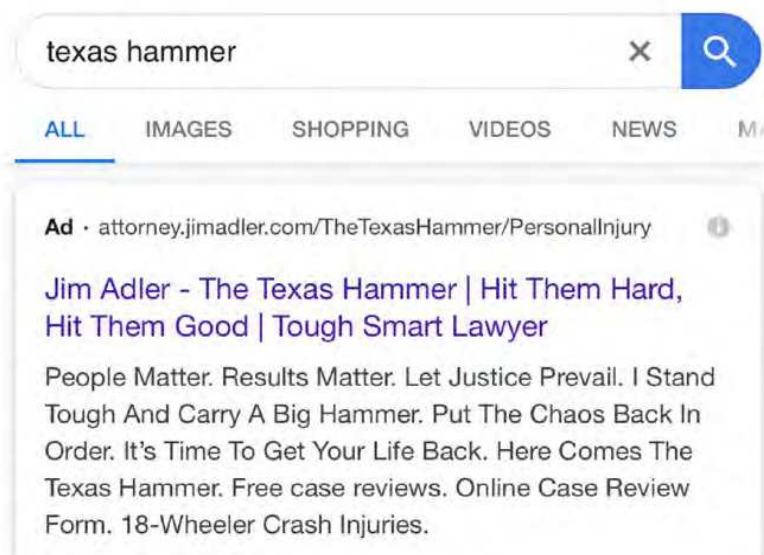 texas hammer
ALL IMAGES SHOPPING VIDEOS NEWS
Ad · attorney.jimadler.com/TheTexasHammer/PersonalInjury
Jim Adler - The Texas Hammer | Hit Them Hard,
Hit Them Good | Tough Smart Lawyer
People Matter. Results Matter. Let Justice Prevail. I Stand
Tough And Carry A Big Hammer. Put The Chaos Back In
Order. It's Time To Get Your Life Back. Here Comes The
Texas Hammer. Free case reviews. Online Case Review
Form. 18-Wheeler Crash Injuries.